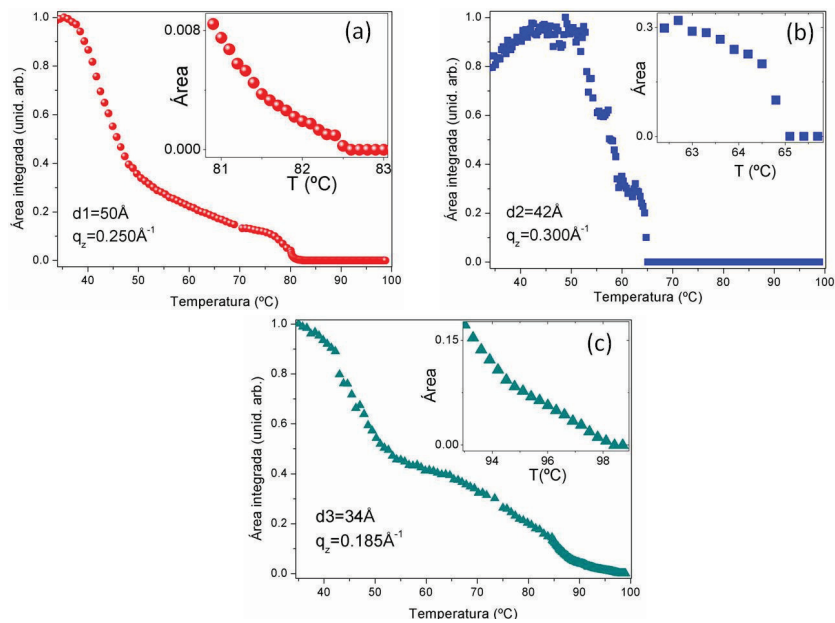 (a)
Área integrada (unid. arb.)
1.0
0.8
0.6
0.4
0.2
0.0
40 50 60 70 80 90 100
Temperatura (ºC)
d1=50Å
q_z=0.250Å⁻¹
Área
0.008
0.000
81 82 83
T (ºC)
(b)
Área integrada (unid. arb.)
1.0
0.8
0.6
0.4
0.2
0.0
40 50 60 70 80 90 100
Temperatura (ºC)
d2=42Å
q_z=0.300Å⁻¹
Área
0.3
0.0
63 64 65
T (ºC)
(c)
Área integrada (unid. arb.)
1.0
0.8
0.6
0.4
0.2
0.0
40 50 60 70 80 90 100
Temperatura (ºC)
d3=34Å
q_z=0.185Å⁻¹
Área
0.15
0.00
94 96 98
T(ºC)